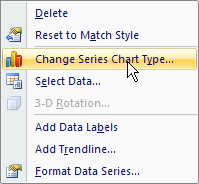 Delete
Reset to Match Style
Change Series Chart Type...
Select Data...
3-D Rotation...
Add Data Labels
Add Trendline...
Format Data Series...